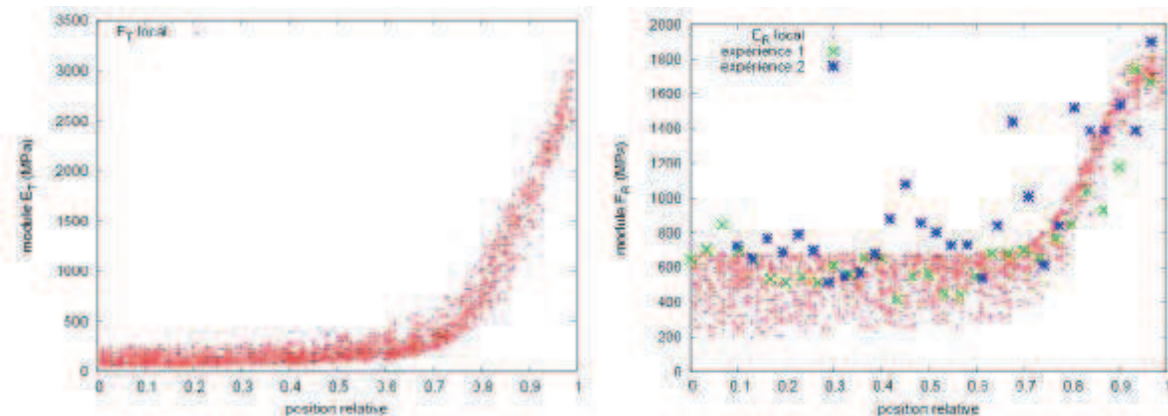 3500
3000
2500
2000
1500
1000
500
0
module E_T (MPa)
E_T local
0 0.1 0.2 0.3 0.4 0.5 0.6 0.7 0.8 0.9 1
position relative
2000
1800
1600
1400
1200
1000
800
600
400
200
0
module E_R (MPa)
E_R local
expérience 1
expérience 2
0 0.1 0.2 0.3 0.4 0.5 0.6 0.7 0.8 0.9 1
position relative